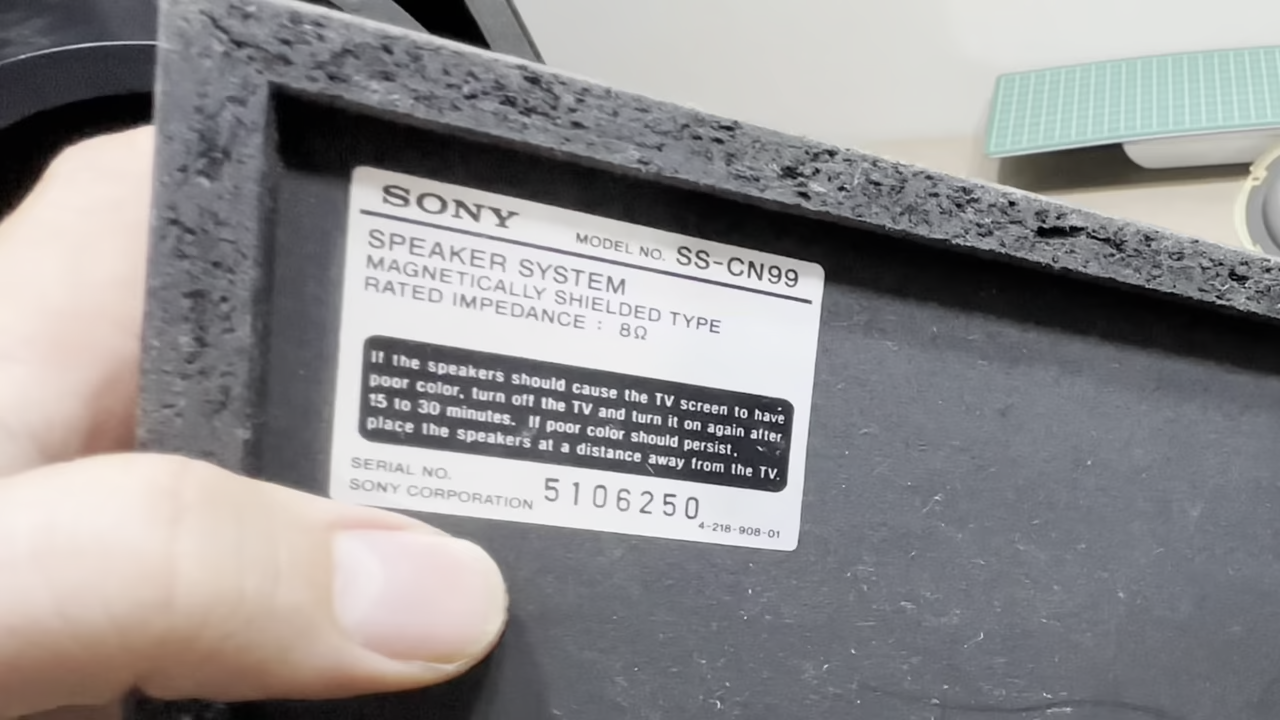 SONY
MODEL NO. SS-CN99
SPEAKER SYSTEM
MAGNETICALLY SHIELDED TYPE
RATED IMPEDANCE : 8Ω
If the speakers should cause the TV screen to have
poor color, turn off the TV and turn it on again after
15 to 30 minutes. If poor color should persist,
place the speakers at a distance away from the TV.
SERIAL NO.
SONY CORPORATION 5106250
4-218-908-01